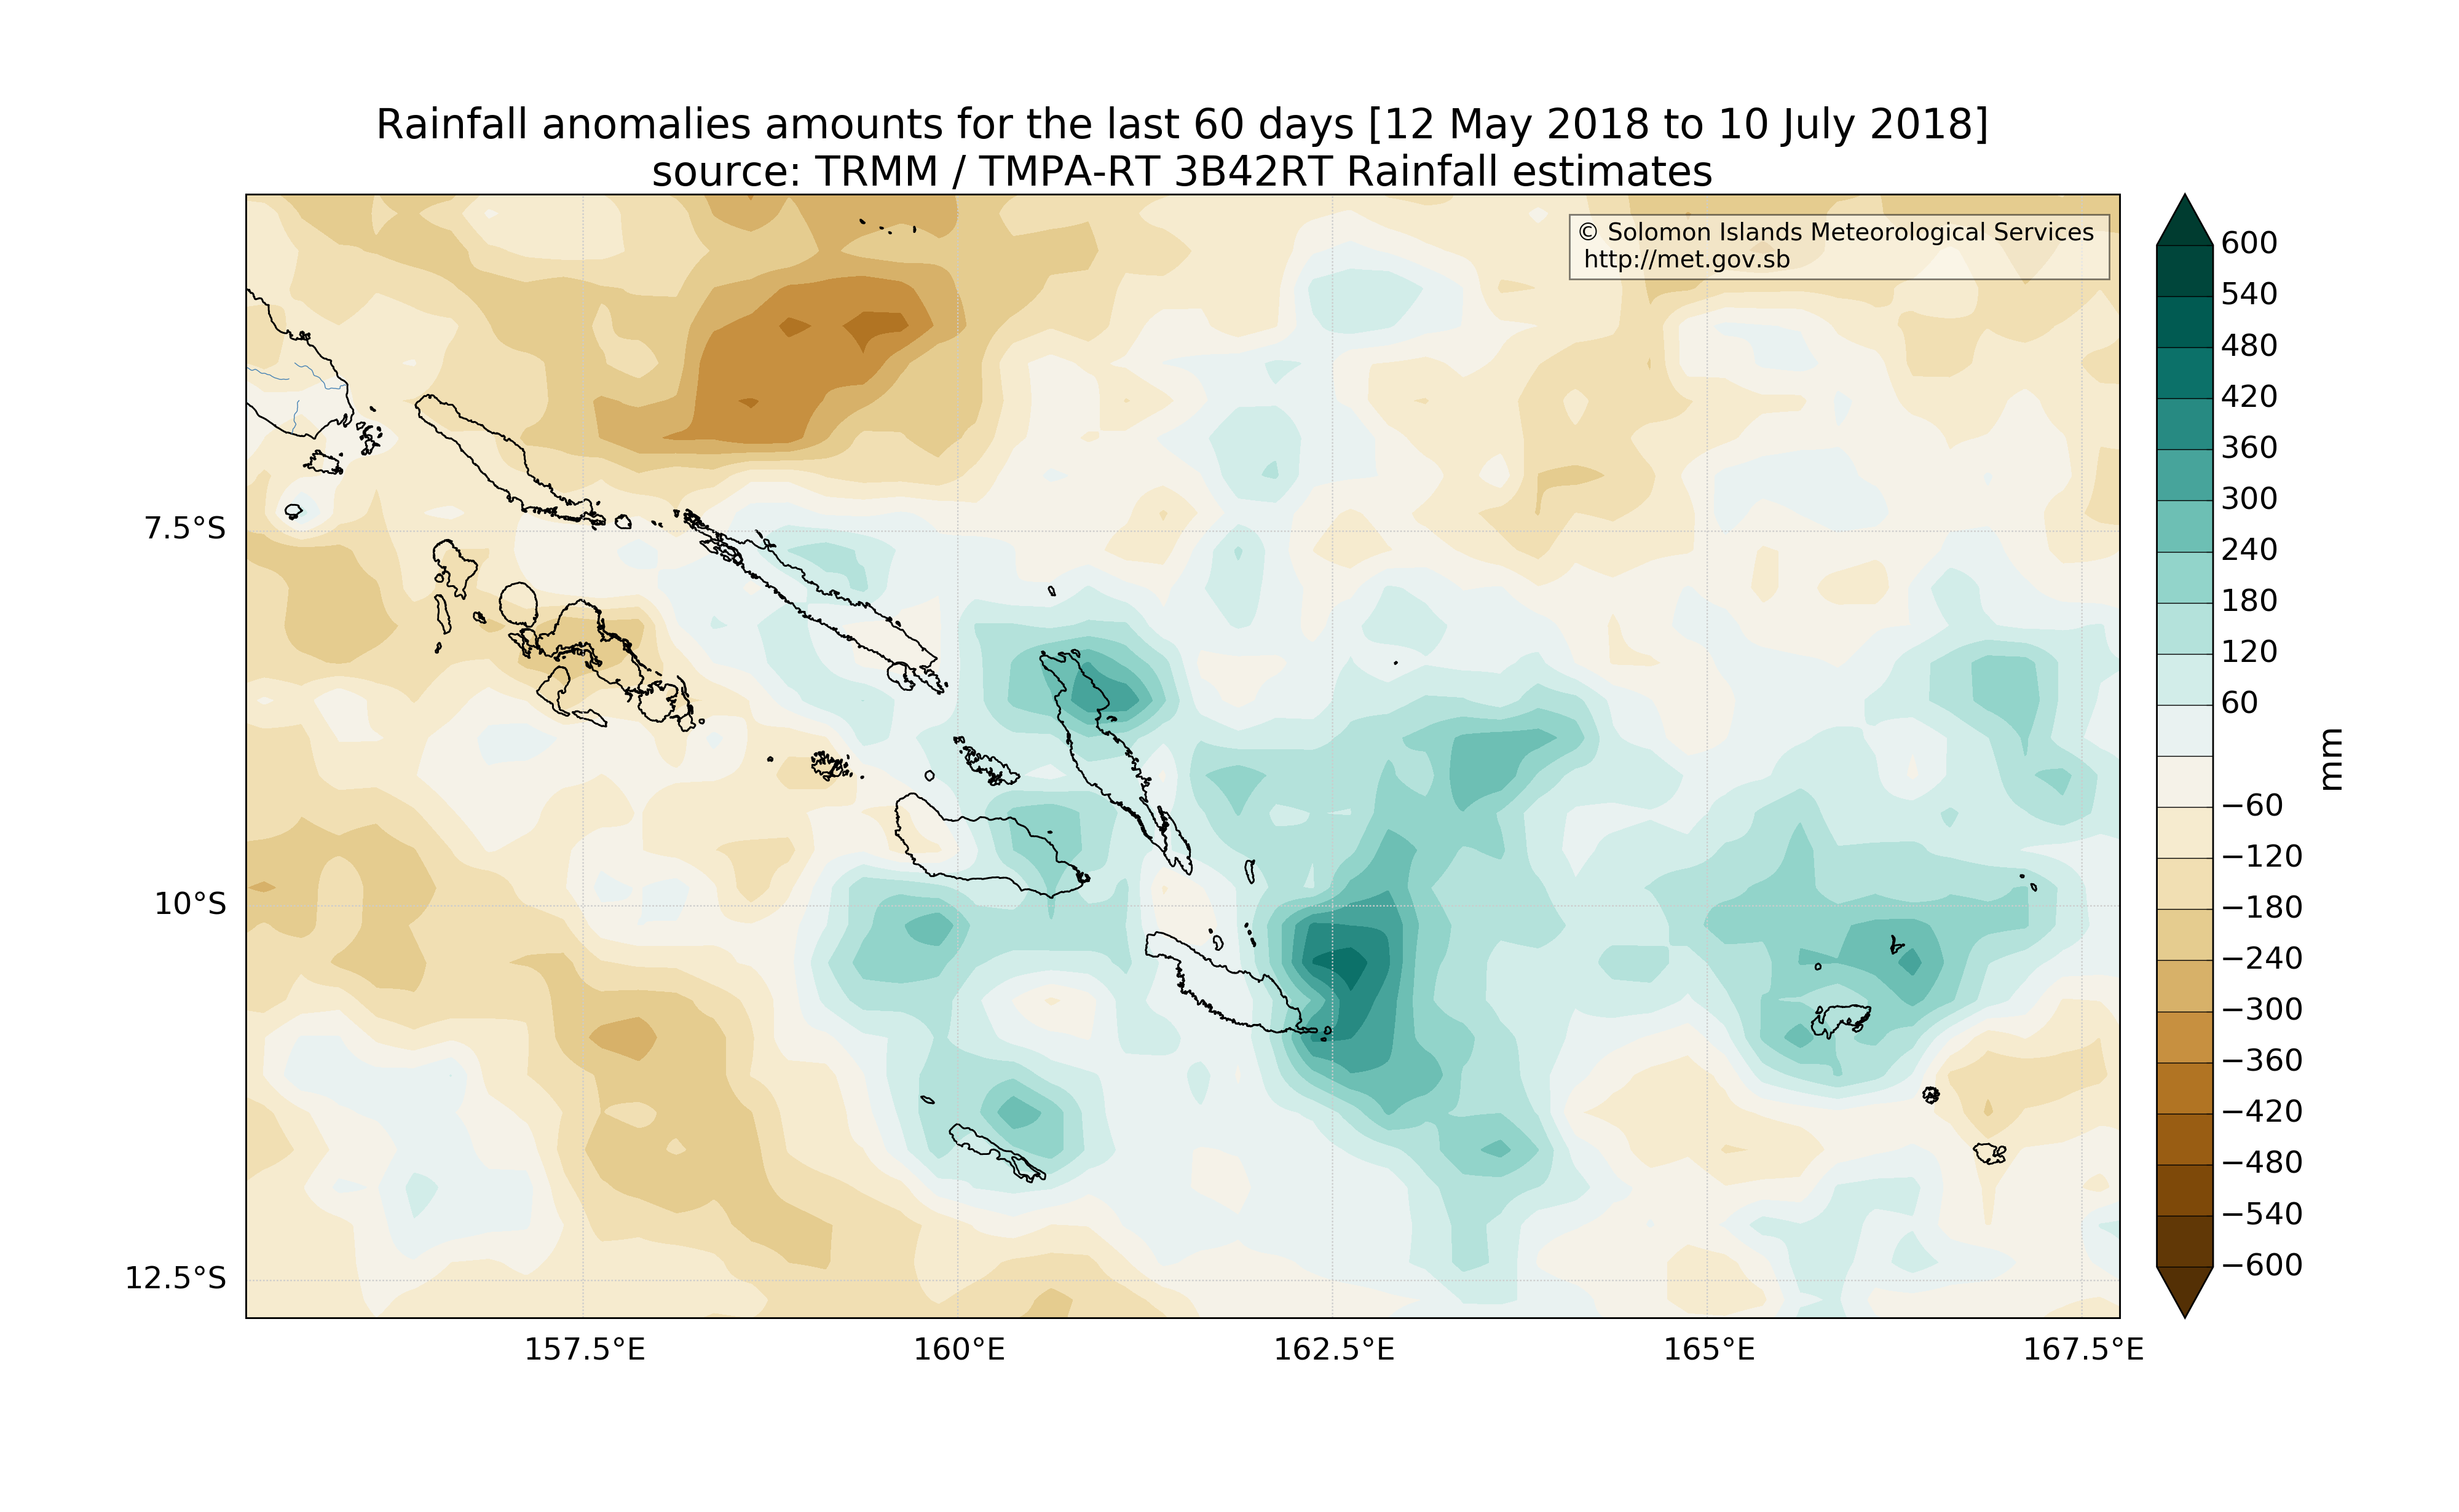 Rainfall anomalies amounts for the last 60 days [12 May 2018 to 10 July 2018]
source: TRMM / TMPA-RT 3B42RT Rainfall estimates
© Solomon Islands Meteorological Services
http://met.gov.sb
7.5°S
10°S
12.5°S
157.5°E
160°E
162.5°E
165°E
167.5°E
600
540
480
420
360
300
240
180
120
60
−60
−120
−180
−240
−300
−360
−420
−480
−540
−600
mm